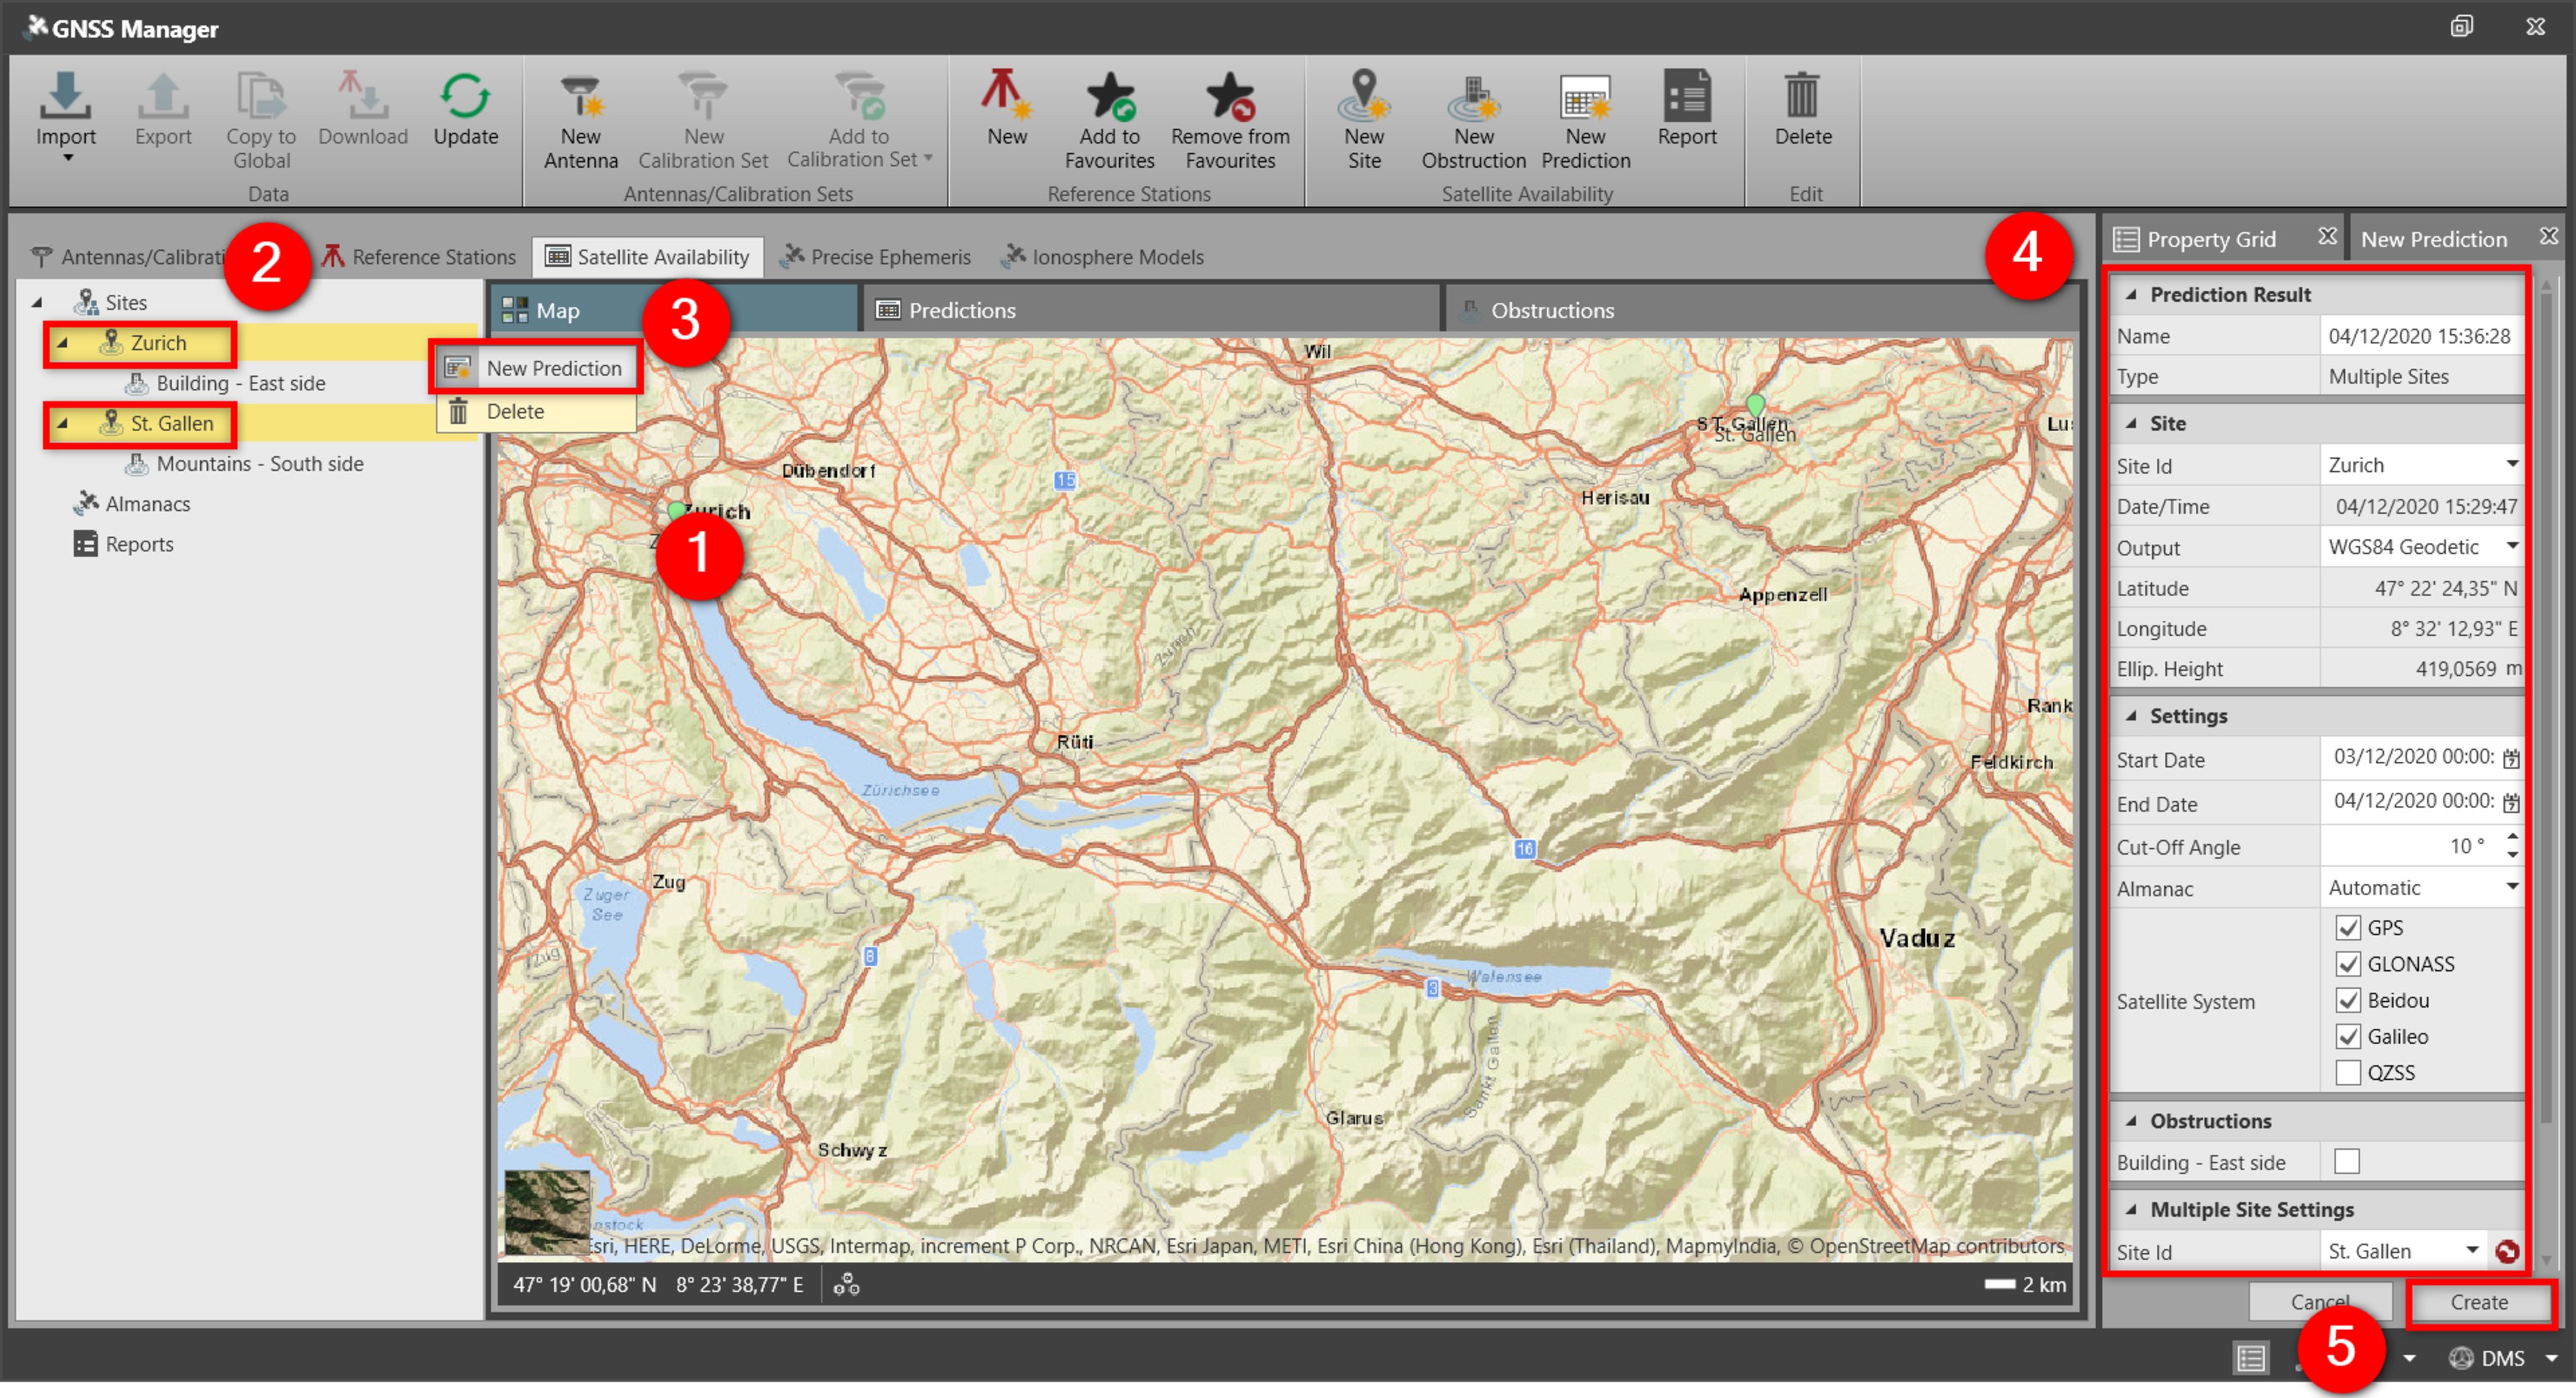 GNSS Manager
Import
Export
Copy to
Global
Download
Update
Data
New
Antenna
New
Calibration Set
Add to
Calibration Set
Antennas/Calibration Sets
New
Add to
Favourites
Remove from
Favourites
Reference Stations
New
Site
New
Obstruction
New
Prediction
Report
Satellite Availability
Delete
Edit
Antennas/Calibrati
2
Reference Stations
Satellite Availability
Precise Ephemeris
Ionosphere Models
4
Property Grid
New Prediction
Sites
Zurich
Building - East side
St. Gallen
Mountains - South side
Almanacs
Reports
Map
3
Predictions
Obstructions
New Prediction
Delete
Wil
ST. Gallen
St. Gallen
Lu
Dübendorf
15
Herisau
Zurich
Z
1
Appenzell
Zurich
Rank
Rüti
Feldkirch
Zürichsee
16
Zug
Zuger
See
Vaduz
Zug
8
Walensee
3
Sankt Gallen
Glarus
Schwyz
nstock
Esri, HERE, DeLorme, USGS, Intermap, increment P Corp., NRCAN, Esri Japan, METI, Esri China (Hong Kong), Esri (Thailand), MapmyIndia, © OpenStreetMap contributors
47° 19' 00,68" N 8° 23' 38,77" E
2 km
Prediction Result
Name 04/12/2020 15:36:28
Type Multiple Sites
Site
Site Id Zurich
Date/Time 04/12/2020 15:29:47
Output WGS84 Geodetic
Latitude 47° 22' 24,35" N
Longitude 8° 32' 12,93" E
Ellip. Height 419,0569 m
Settings
Start Date 03/12/2020 00:00:
End Date 04/12/2020 00:00:
Cut-Off Angle 10 °
Almanac Automatic
Satellite System
GPS
GLONASS
Beidou
Galileo
QZSS
Obstructions
Building - East side
Multiple Site Settings
Site Id St. Gallen
Cancel
Create
5
DMS